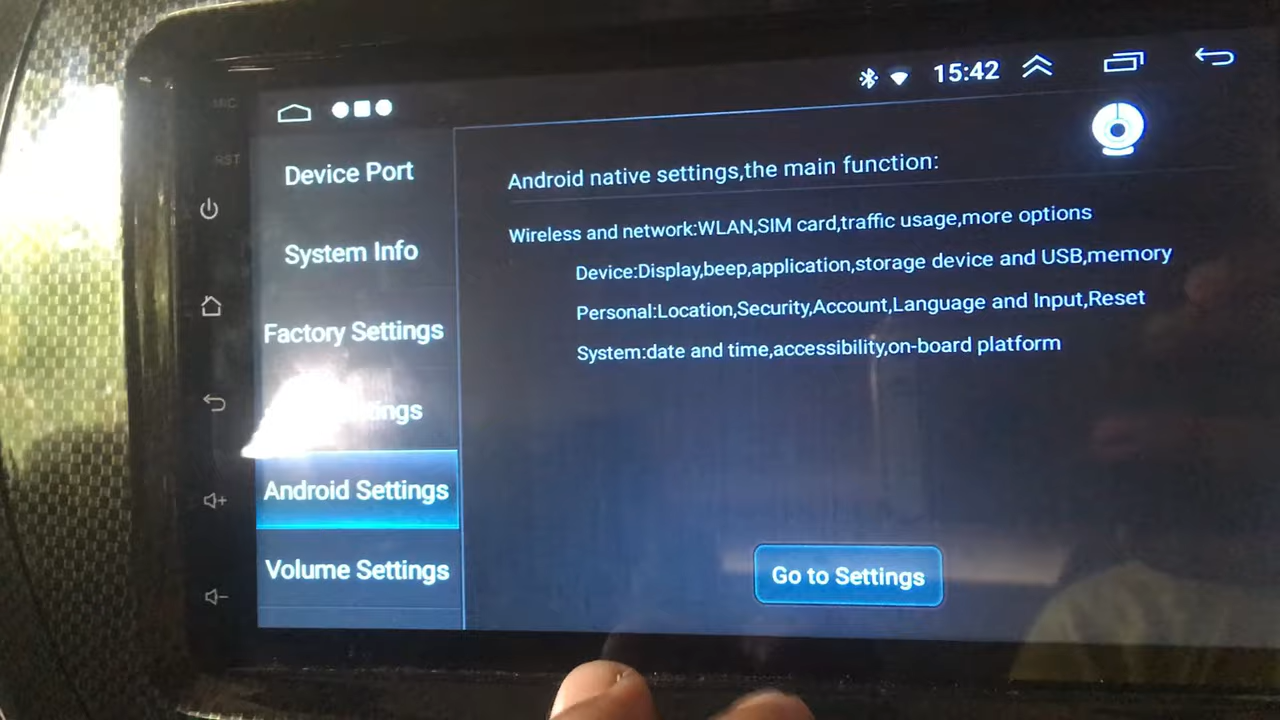 MIC
15:42
RST
Device Port
System Info
Factory Settings
Android Settings
Volume Settings
Android native settings,the main function:
Wireless and network:WLAN,SIM card,traffic usage,more options
Device:Display,beep,application,storage device and USB,memory
Personal:Location,Security,Account,Language and Input,Reset
System:date and time,accessibility,on-board platform
Go to Settings